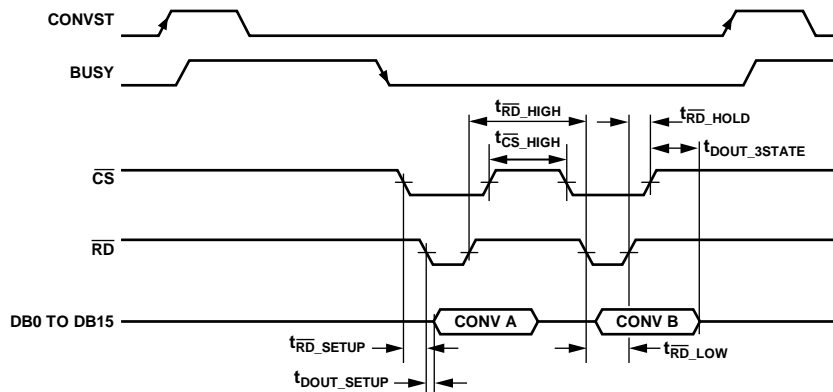 CONVST
BUSY
tRD_HIGH
tRD_HOLD
tCS_HIGH
tDOUT_3STATE
CS
RD
DB0 TO DB15
CONV A
CONV B
tRD_SETUP
tRD_LOW
tDOUT_SETUP